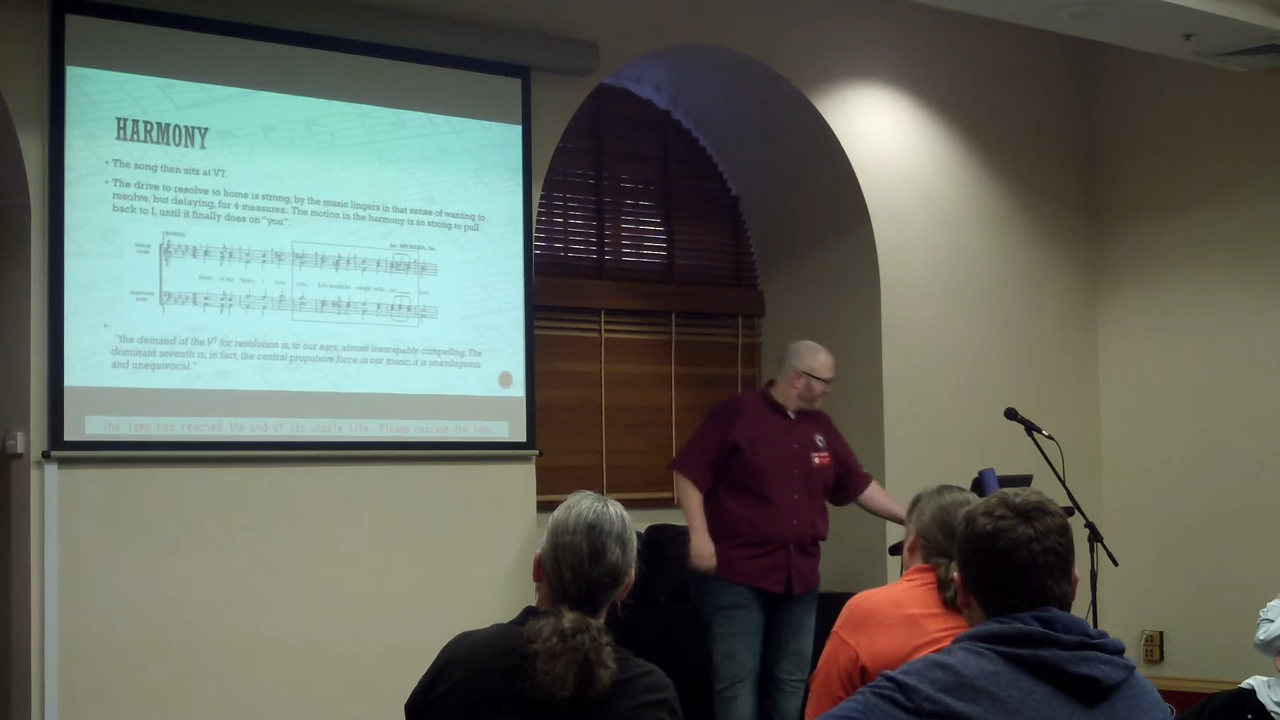 HARMONY
• The song then sits at V7.
• The drive to resolve to home is strong, by the music lingers in that sense of wanting to
resolve, but delaying, for 4 measures. The motion in the harmony is so strong to pull
back to I, until it finally does on "you".
"the demand of the V7 for resolution is, to our ears, almost inescapably compelling. The
dominant seventh is, in fact, the central propulsive force in our music; it is unambiguous
and unequivocal."
The lamp has reached the end of its usable life. Please replace the lamp.